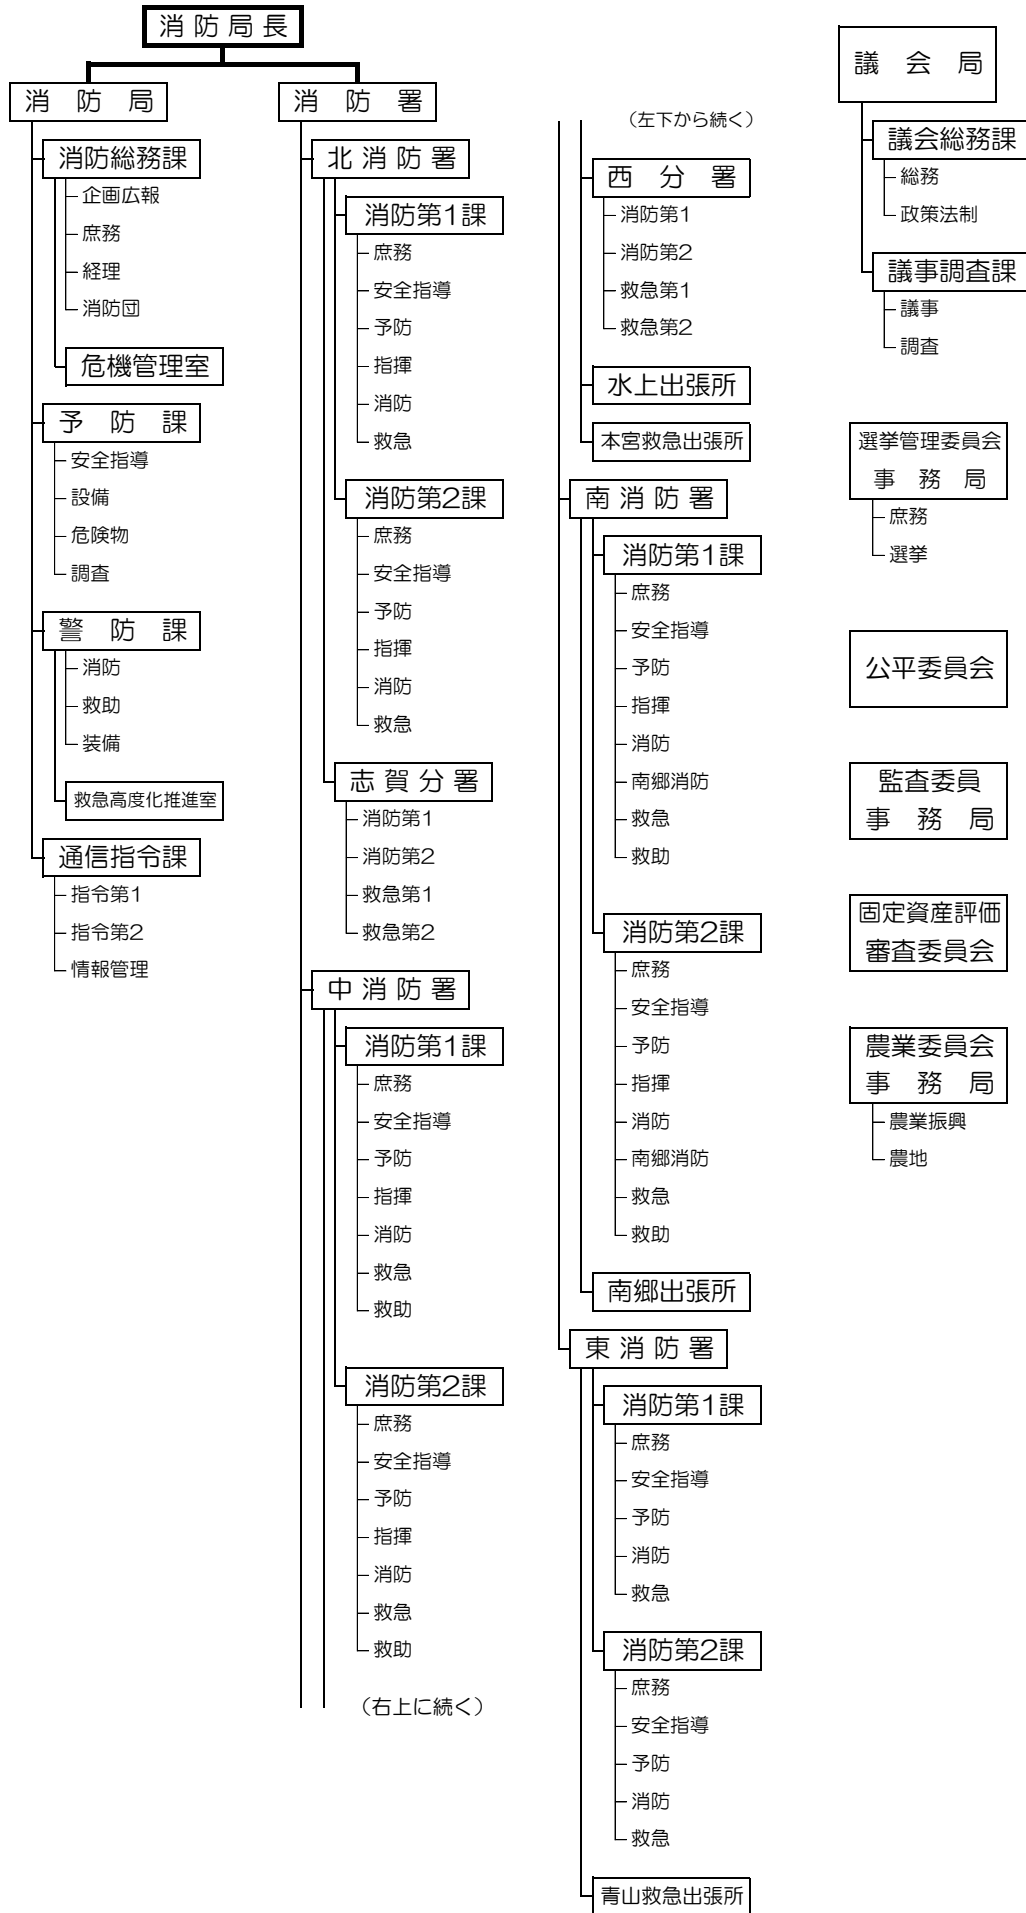 消防局長
消防局
消防総務課
企画広報
庶務
経理
消防団
危機管理室
予防課
安全指導
設備
危険物
調査
警防課
消防
救助
装備
救急高度化推進室
通信指令課
指令第1
指令第2
情報管理
消防署
北消防署
消防第1課
庶務
安全指導
予防
指揮
消防
救急
消防第2課
庶務
安全指導
予防
指揮
消防
救急
志賀分署
消防第1
消防第2
救急第1
救急第2
中消防署
消防第1課
庶務
安全指導
予防
指揮
消防
救急
救助
消防第2課
庶務
安全指導
予防
指揮
消防
救急
救助
（右上に続く）
（左下から続く）
西分署
消防第1
消防第2
救急第1
救急第2
水上出張所
本宮救急出張所
南消防署
消防第1課
庶務
安全指導
予防
指揮
消防
南郷消防
救急
救助
消防第2課
庶務
安全指導
予防
指揮
消防
南郷消防
救急
救助
南郷出張所
東消防署
消防第1課
庶務
安全指導
予防
消防
救急
消防第2課
庶務
安全指導
予防
消防
救急
青山救急出張所
議会局
議会総務課
総務
政策法制
議事調査課
議事
調査
選挙管理委員会
事務局
庶務
選挙
公平委員会
監査委員
事務局
固定資産評価
審査委員会
農業委員会
事務局
農業振興
農地